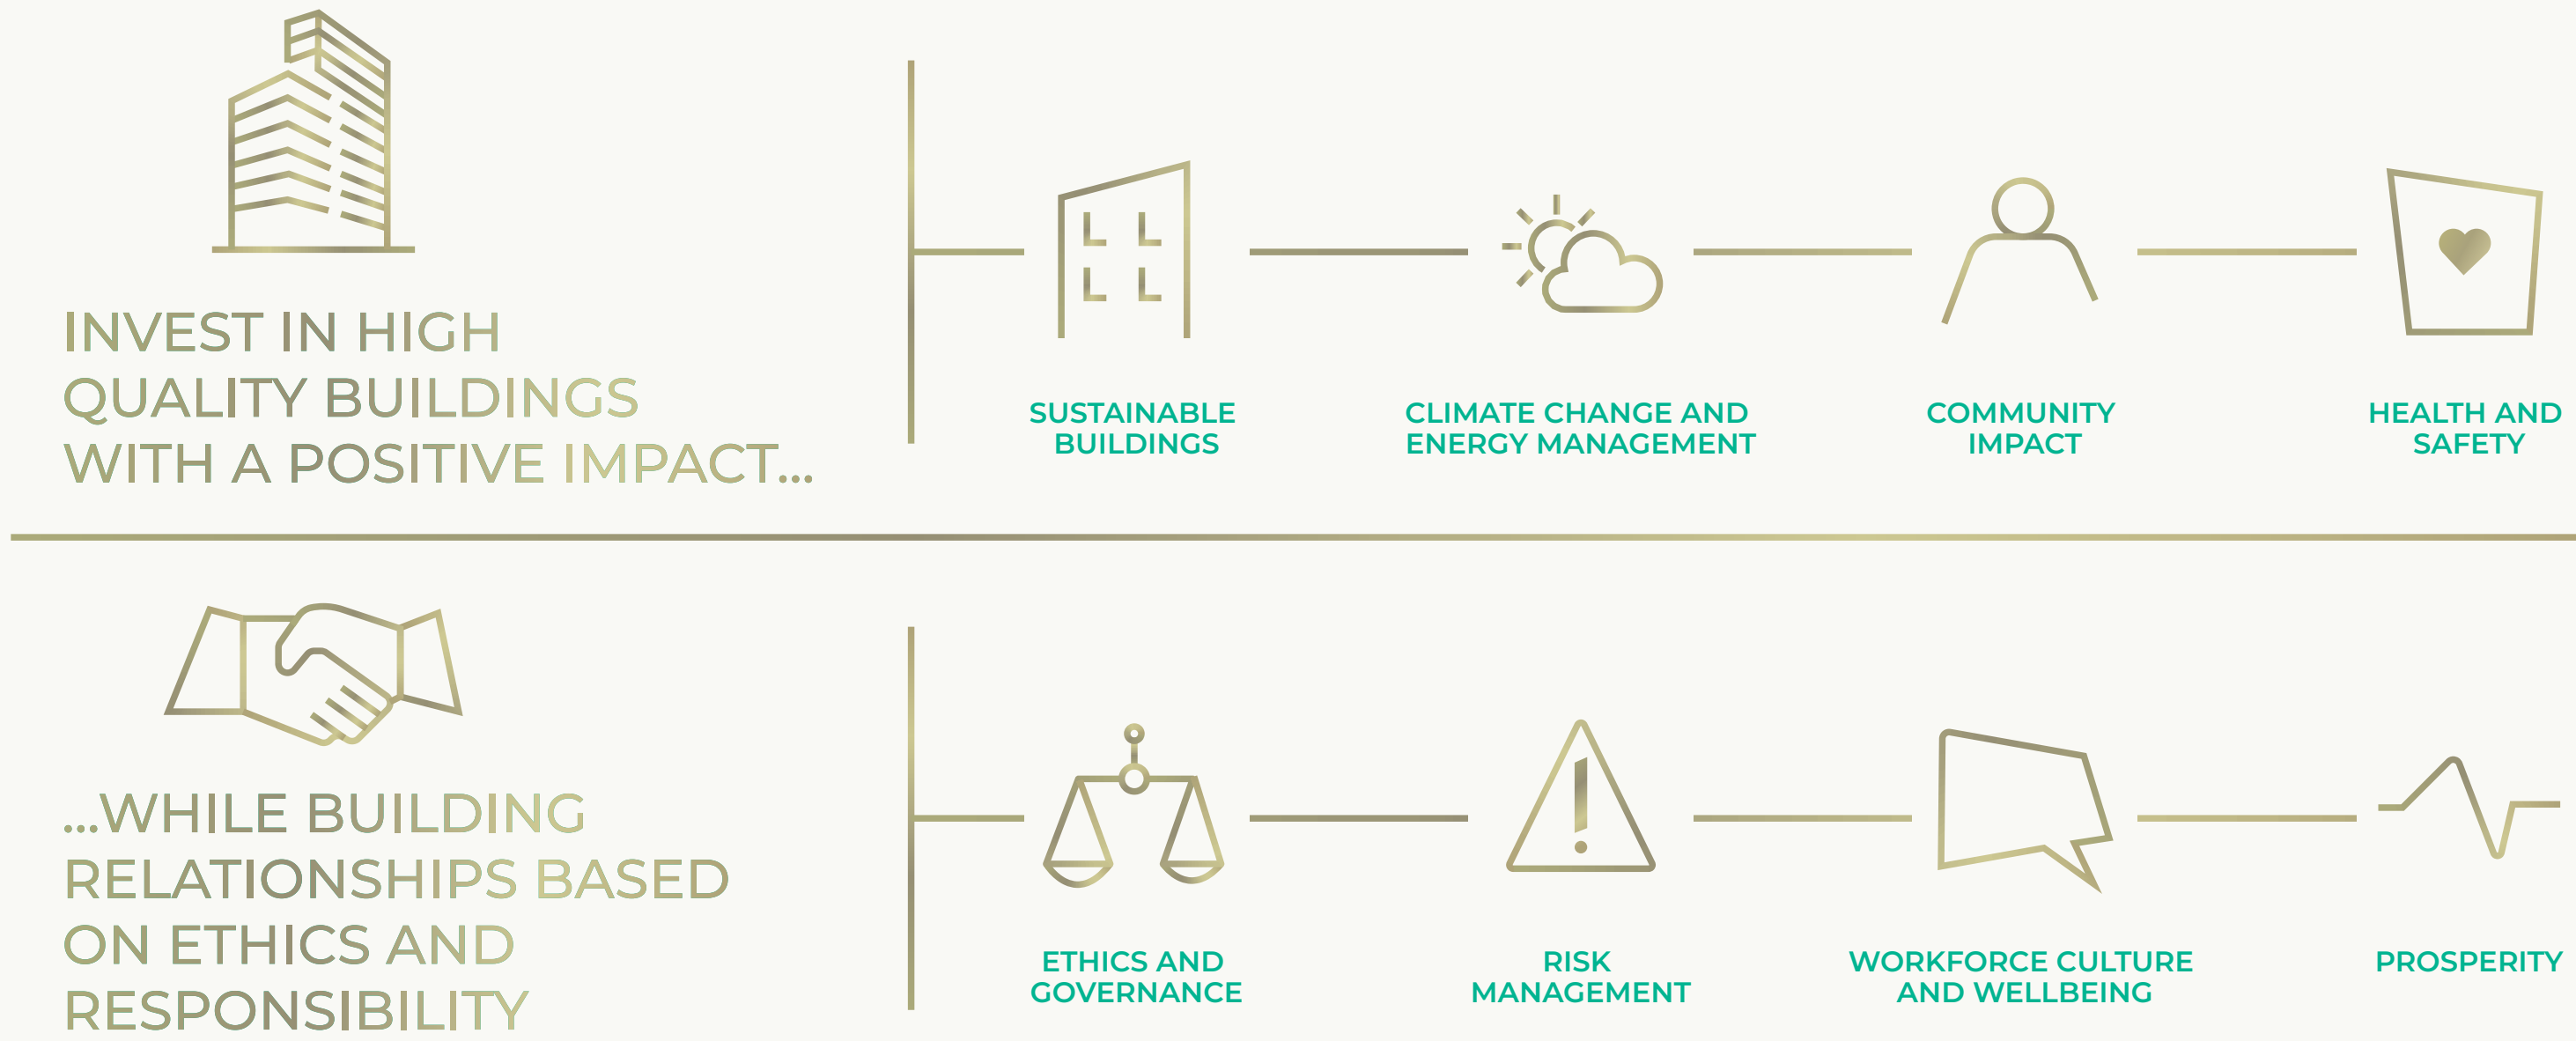 INVEST IN HIGH
QUALITY BUILDINGS
WITH A POSITIVE IMPACT...
SUSTAINABLE
BUILDINGS
CLIMATE CHANGE AND
ENERGY MANAGEMENT
COMMUNITY
IMPACT
HEALTH AND
SAFETY
...WHILE BUILDING
RELATIONSHIPS BASED
ON ETHICS AND
RESPONSIBILITY
ETHICS AND
GOVERNANCE
RISK
MANAGEMENT
WORKFORCE CULTURE
AND WELLBEING
PROSPERITY